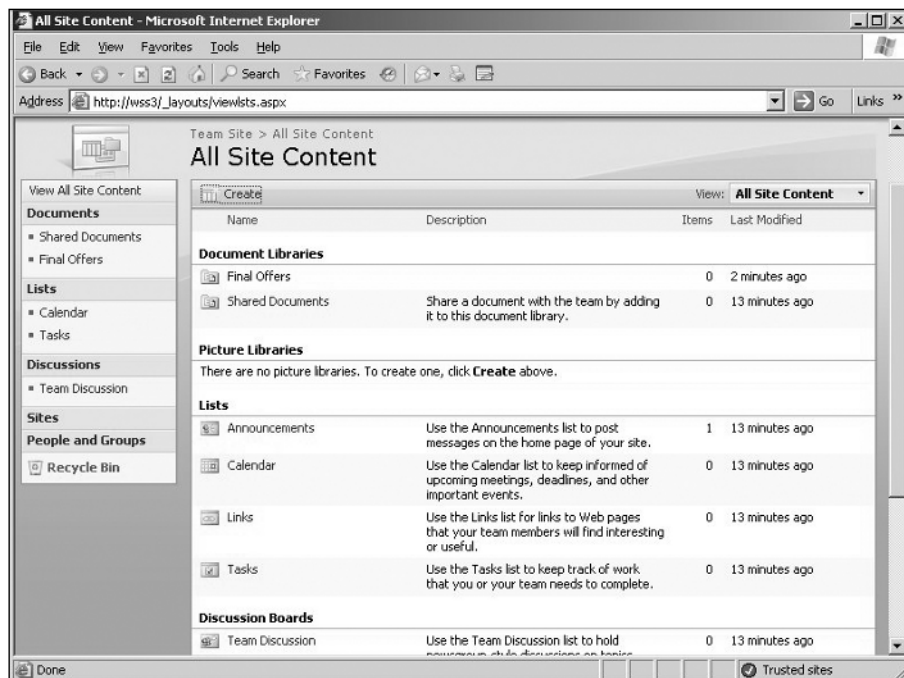 All Site Content - Microsoft Internet Explorer
File Edit View Favorites Tools Help
Back Search Favorites
Address http://wss3/_layouts/viewlsts.aspx Go Links »
Team Site > All Site Content
All Site Content
View All Site Content
Documents
Shared Documents
Final Offers
Lists
Calendar
Tasks
Discussions
Team Discussion
Sites
People and Groups
Recycle Bin
Create View: All Site Content
Name Description Items Last Modified
Document Libraries
Final Offers 0 2 minutes ago
Shared Documents Share a document with the team by adding 0 13 minutes ago
it to this document library.
Picture Libraries
There are no picture libraries. To create one, click Create above.
Lists
Announcements Use the Announcements list to post 1 13 minutes ago
messages on the home page of your site.
Calendar Use the Calendar list to keep informed of 0 13 minutes ago
upcoming meetings, deadlines, and other
important events.
Links Use the Links list for links to Web pages 0 13 minutes ago
that your team members will find interesting
or useful.
Tasks Use the Tasks list to keep track of work 0 13 minutes ago
that you or your team needs to complete.
Discussion Boards
Team Discussion Use the Team Discussion list to hold 0 13 minutes ago
newsgroup-style discussions on topics
Done Trusted sites